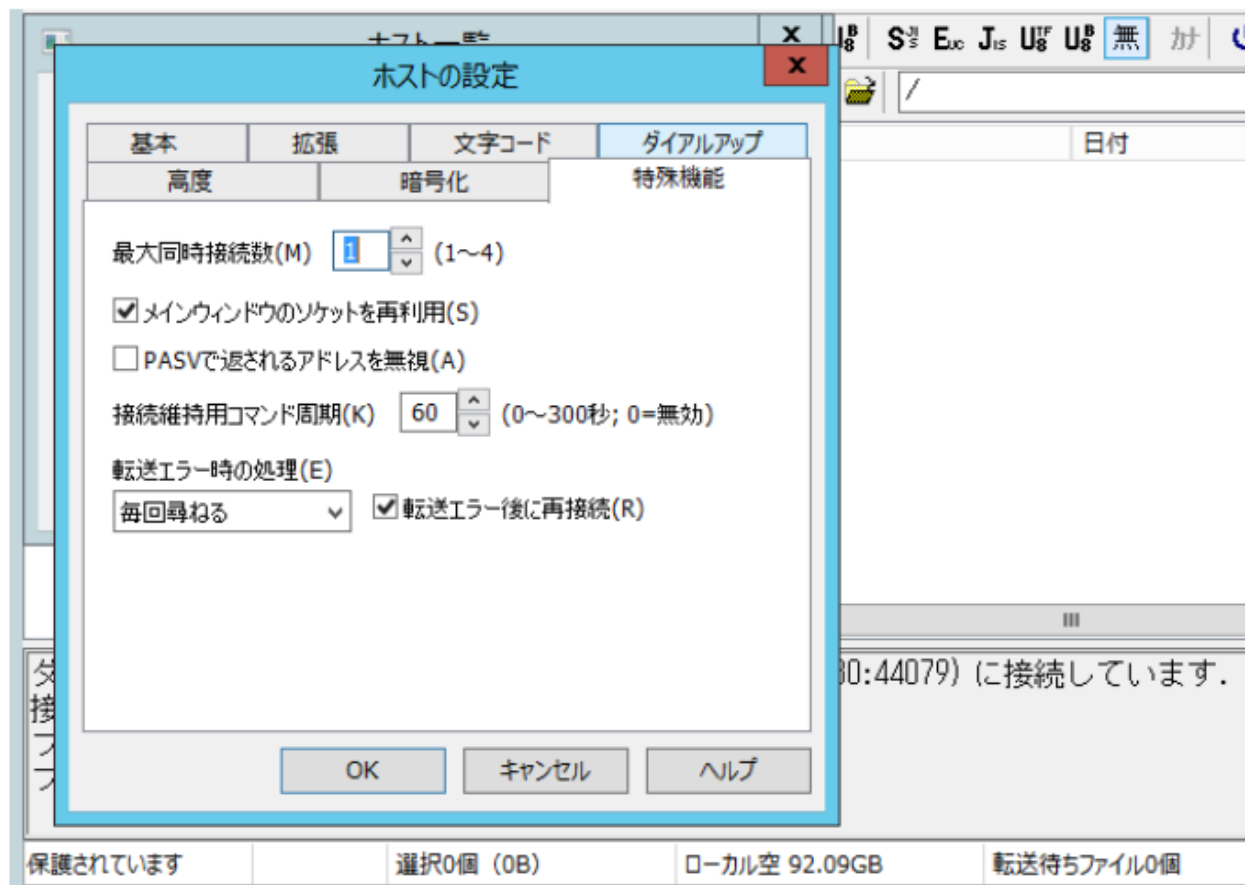 ホスト一覧
ホストの設定
基本 拡張 文字コード ダイアルアップ
高度 暗号化 特殊機能
最大同時接続数(M) 1 (1～4)
メインウィンドウのソケットを再利用(S)
PASVで返されるアドレスを無視(A)
接続維持用コマンド周期(K) 60 (0～300秒; 0=無効)
転送エラー時の処理(E)
毎回尋ねる 転送エラー後に再接続(R)
OK キャンセル ヘルプ
Euc Jis 無 カナ
/
日付
:44079) に接続しています.
保護されています 選択0個 (0B) ローカル空 92.09GB 転送待ちファイル0個